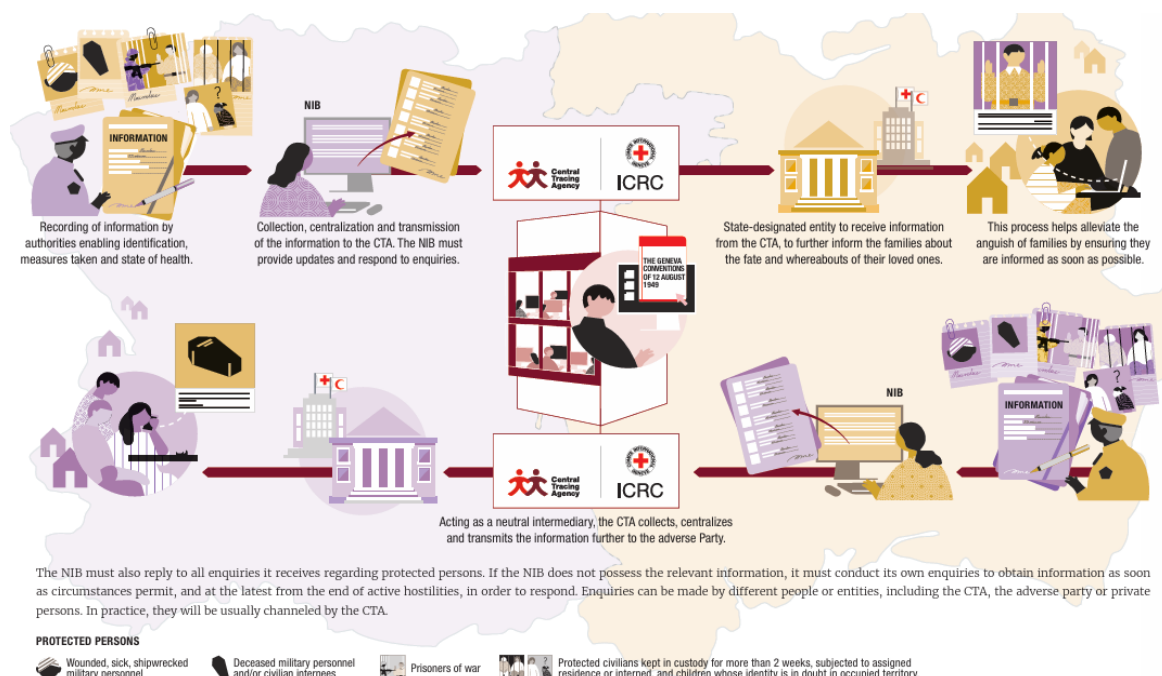 INFORMATION
NIB
Central
Tracing
Agency
COMITE INTERNATIONAL GENEVE
ICRC
Recording of information by
authorities enabling identification,
measures taken and state of health.
Collection, centralization and transmission
of the information to the CTA. The NIB must
provide updates and respond to enquiries.
State-designated entity to receive information
from the CTA, to further inform the families about
the fate and whereabouts of their loved ones.
This process helps alleviate the
anguish of families by ensuring they
are informed as soon as possible.
THE GENEVA
CONVENTIONS
OF 12 AUGUST
1949
NIB
INFORMATION
Central
Tracing
Agency
COMITE INTERNATIONAL GENEVE
ICRC
Acting as a neutral intermediary, the CTA collects, centralizes
and transmits the information further to the adverse Party.
The NIB must also reply to all enquiries it receives regarding protected persons. If the NIB does not possess the relevant information, it must conduct its own enquiries to obtain information as soon
as circumstances permit, and at the latest from the end of active hostilities, in order to respond. Enquiries can be made by different people or entities, including the CTA, the adverse party or private
persons. In practice, they will be usually channeled by the CTA.
PROTECTED PERSONS
Wounded, sick, shipwrecked
military personnel
Deceased military personnel
and/or civilian internees
Prisoners of war
Protected civilians kept in custody for more than 2 weeks, subjected to assigned
residence or interned, and children whose identity is in doubt in occupied territory